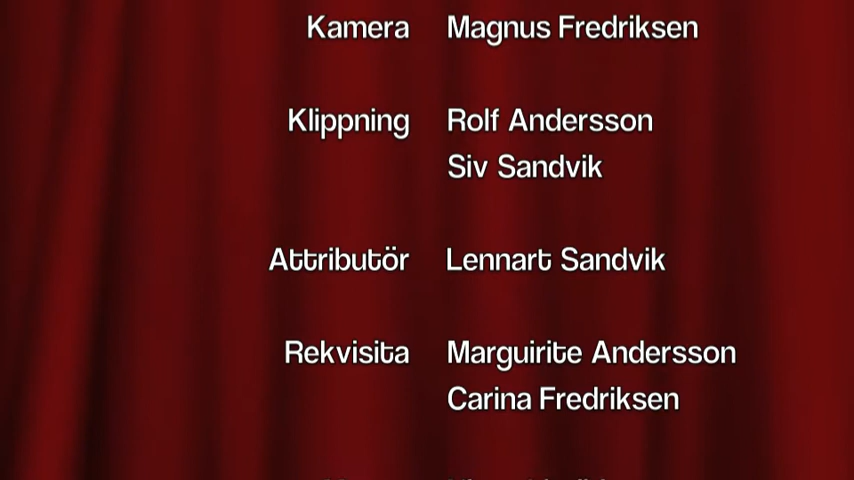 Kamera Magnus Fredriksen
Klippning Rolf Andersson
Siv Sandvik
Attributör Lennart Sandvik
Rekvisita Marguirite Andersson
Carina Fredriksen